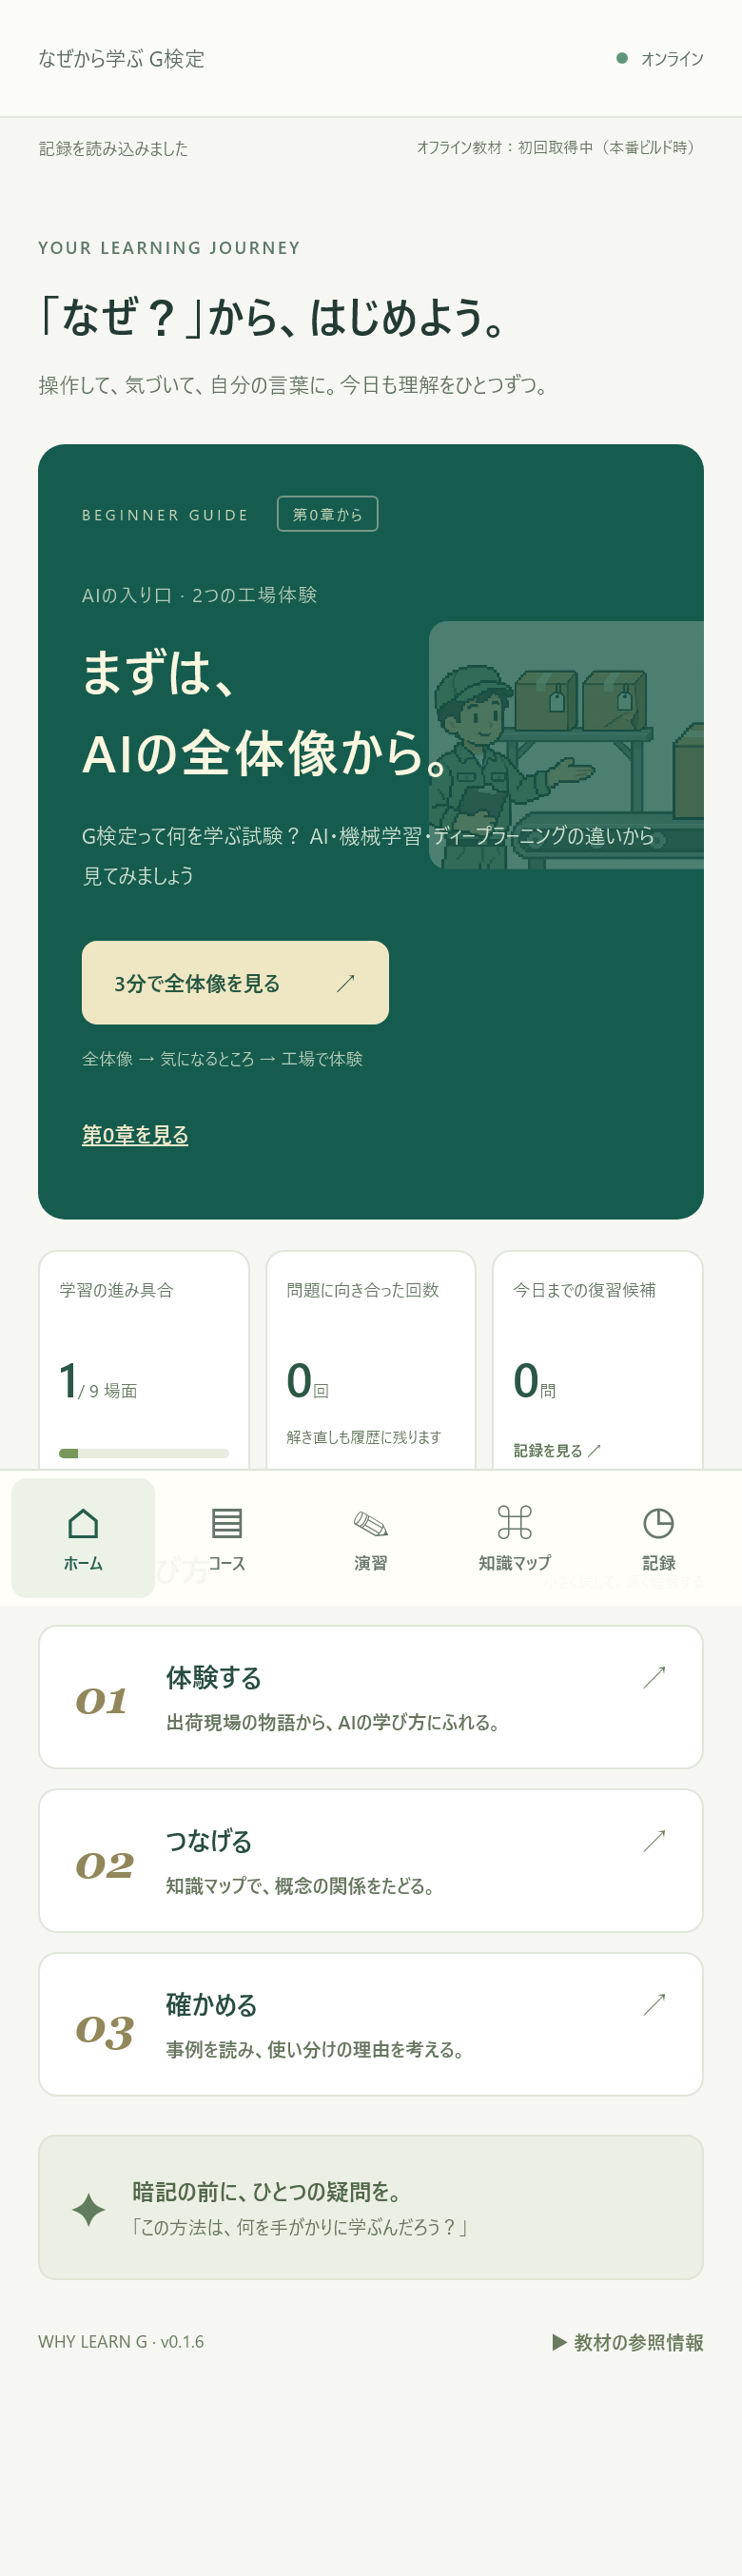 なぜから学ぶ G検定
オンライン
記録を読み込みました
オフライン教材：初回取得中（本番ビルド時）
YOUR LEARNING JOURNEY
「なぜ？」から、はじめよう。
操作して、気づいて、自分の言葉に。今日も理解をひとつずつ。
BEGINNER GUIDE
第0章から
AIの入り口 · 2つの工場体験
まずは、
AIの全体像から。
G検定って何を学ぶ試験？ AI・機械学習・ディープラーニングの違いから
見てみましょう
3分で全体像を見る ↗
全体像 → 気になるところ → 工場で体験
第0章を見る
学習の進み具合
1 / 9 場面
問題に向き合った回数
0回
解き直しも履歴に残ります
今日までの復習候補
0問
記録を見る ↗
び方
ホーム
コース
演習
知識マップ
記録
01
体験する ↗
出荷現場の物語から、AIの学び方にふれる。
02
つなげる ↗
知識マップで、概念の関係をたどる。
03
確かめる ↗
事例を読み、使い分けの理由を考える。
暗記の前に、ひとつの疑問を。
「この方法は、何を手がかりに学ぶんだろう？」
WHY LEARN G · v0.1.6
▶ 教材の参照情報